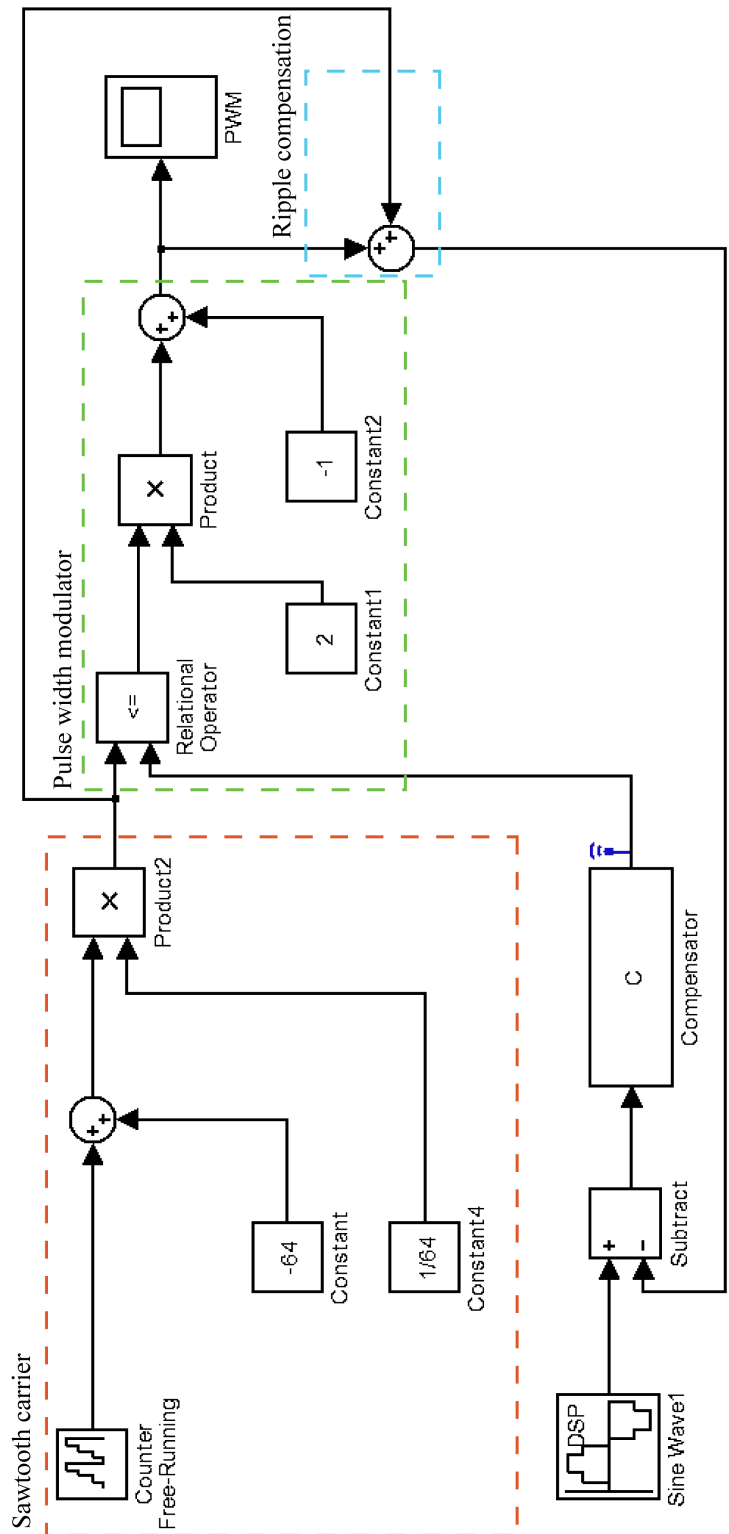 Sawtooth carrier
Counter
Free-Running
-64
Constant
1/64
Constant4
+
+
×
Product2
Pulse width modulator
<=
Relational
Operator
2
Constant1
×
Product
-1
Constant2
+
+
PWM
Ripple compensation
+
+
DSP
Sine Wave1
+
-
Subtract
C
Compensator